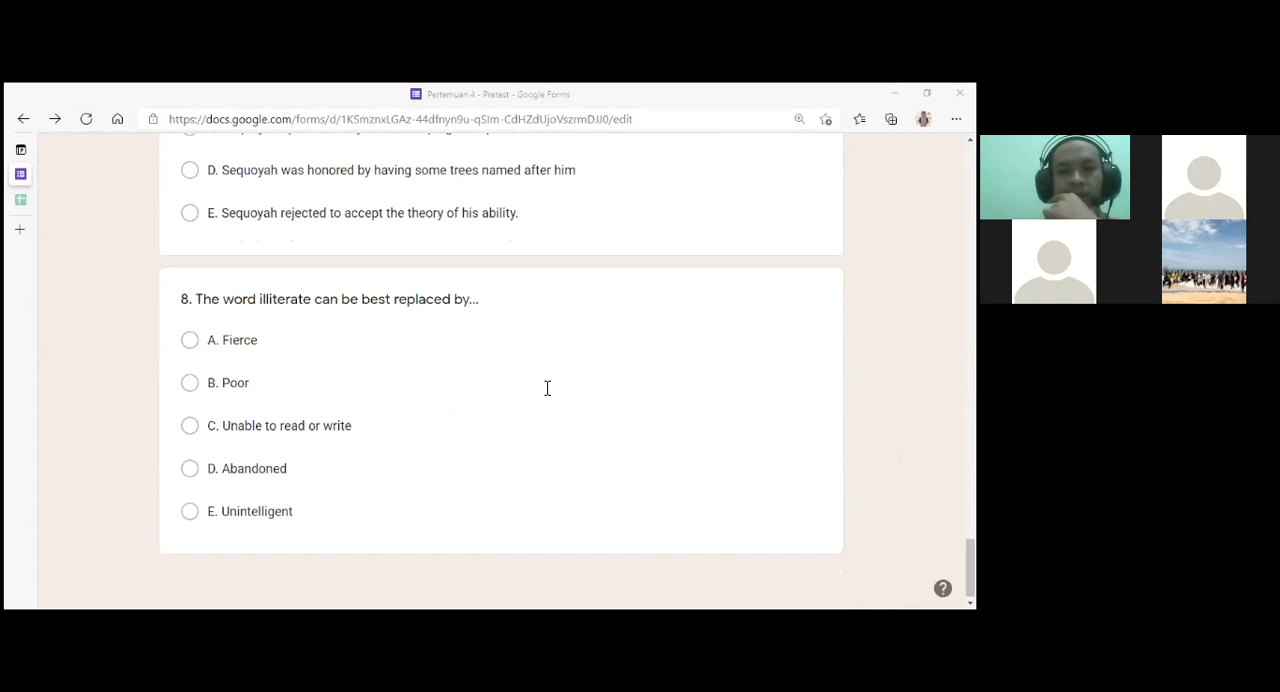 Pertemuan 4 - Pretest - Google Forms
https://docs.google.com/forms/d/1KSmznxLGAz-44dfnyn9u-qSIm-CdHZdUjoVszrmDJJ0/edit
D. Sequoyah was honored by having some trees named after him
E. Sequoyah rejected to accept the theory of his ability.
8. The word illiterate can be best replaced by...
A. Fierce
B. Poor
C. Unable to read or write
D. Abandoned
E. Unintelligent